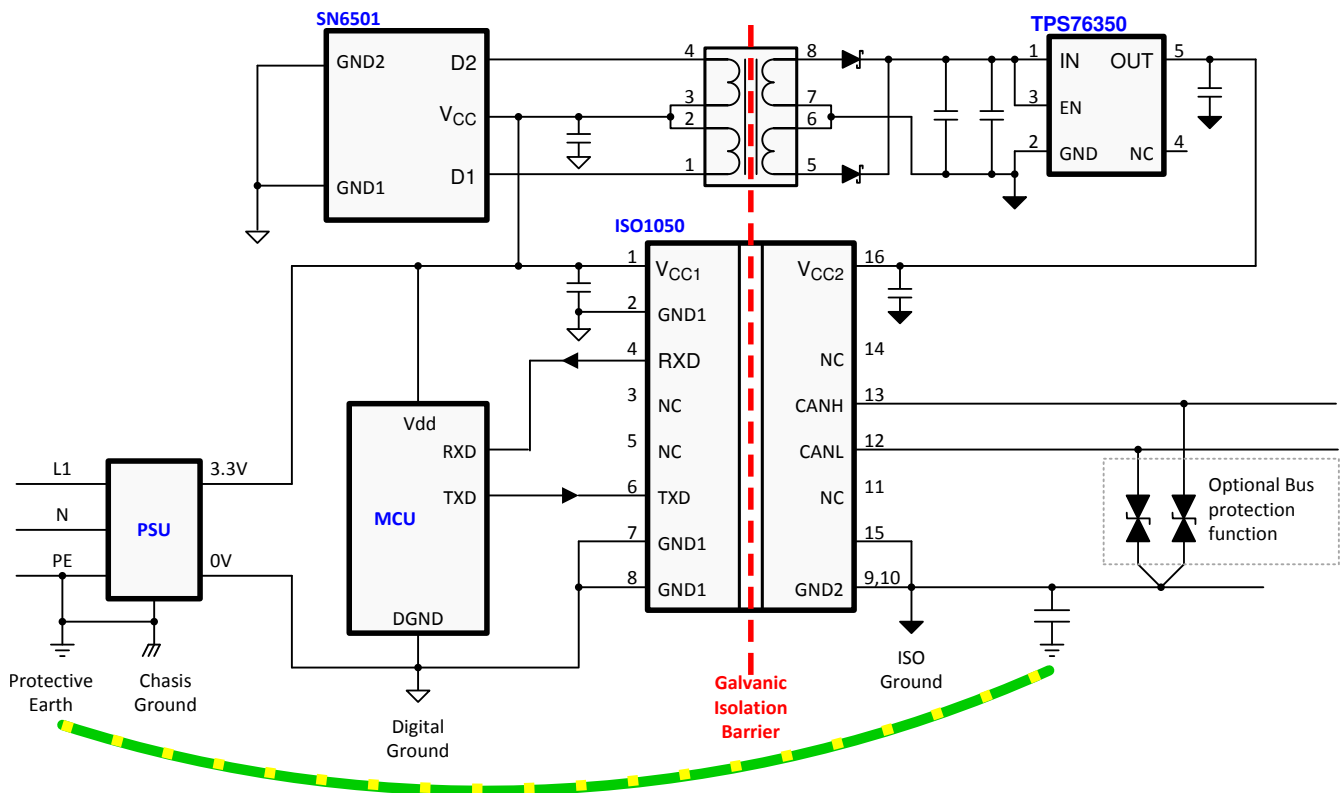 SN6501
GND2
D2
VCC
GND1
D1
4
3
2
1
8
7
6
5
TPS76350
1
IN
OUT
5
3
EN
2
GND
NC
4
ISO1050
1
VCC1
2
GND1
4
RXD
3
NC
5
NC
6
TXD
7
GND1
8
GND1
VCC2
16
NC
14
CANH
13
CANL
12
NC
11
15
GND2
9,10
Vdd
RXD
TXD
MCU
DGND
L1
N
PE
PSU
3.3V
0V
Optional Bus
protection
function
Protective
Earth
Chasis
Ground
Digital
Ground
Galvanic
Isolation
Barrier
ISO
Ground